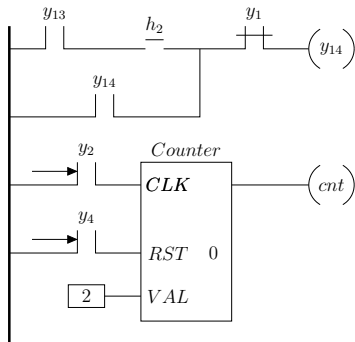 y13 h2 y1 y14
y14
y2 Counter
CLK cnt
y4
RST 0
2 VAL